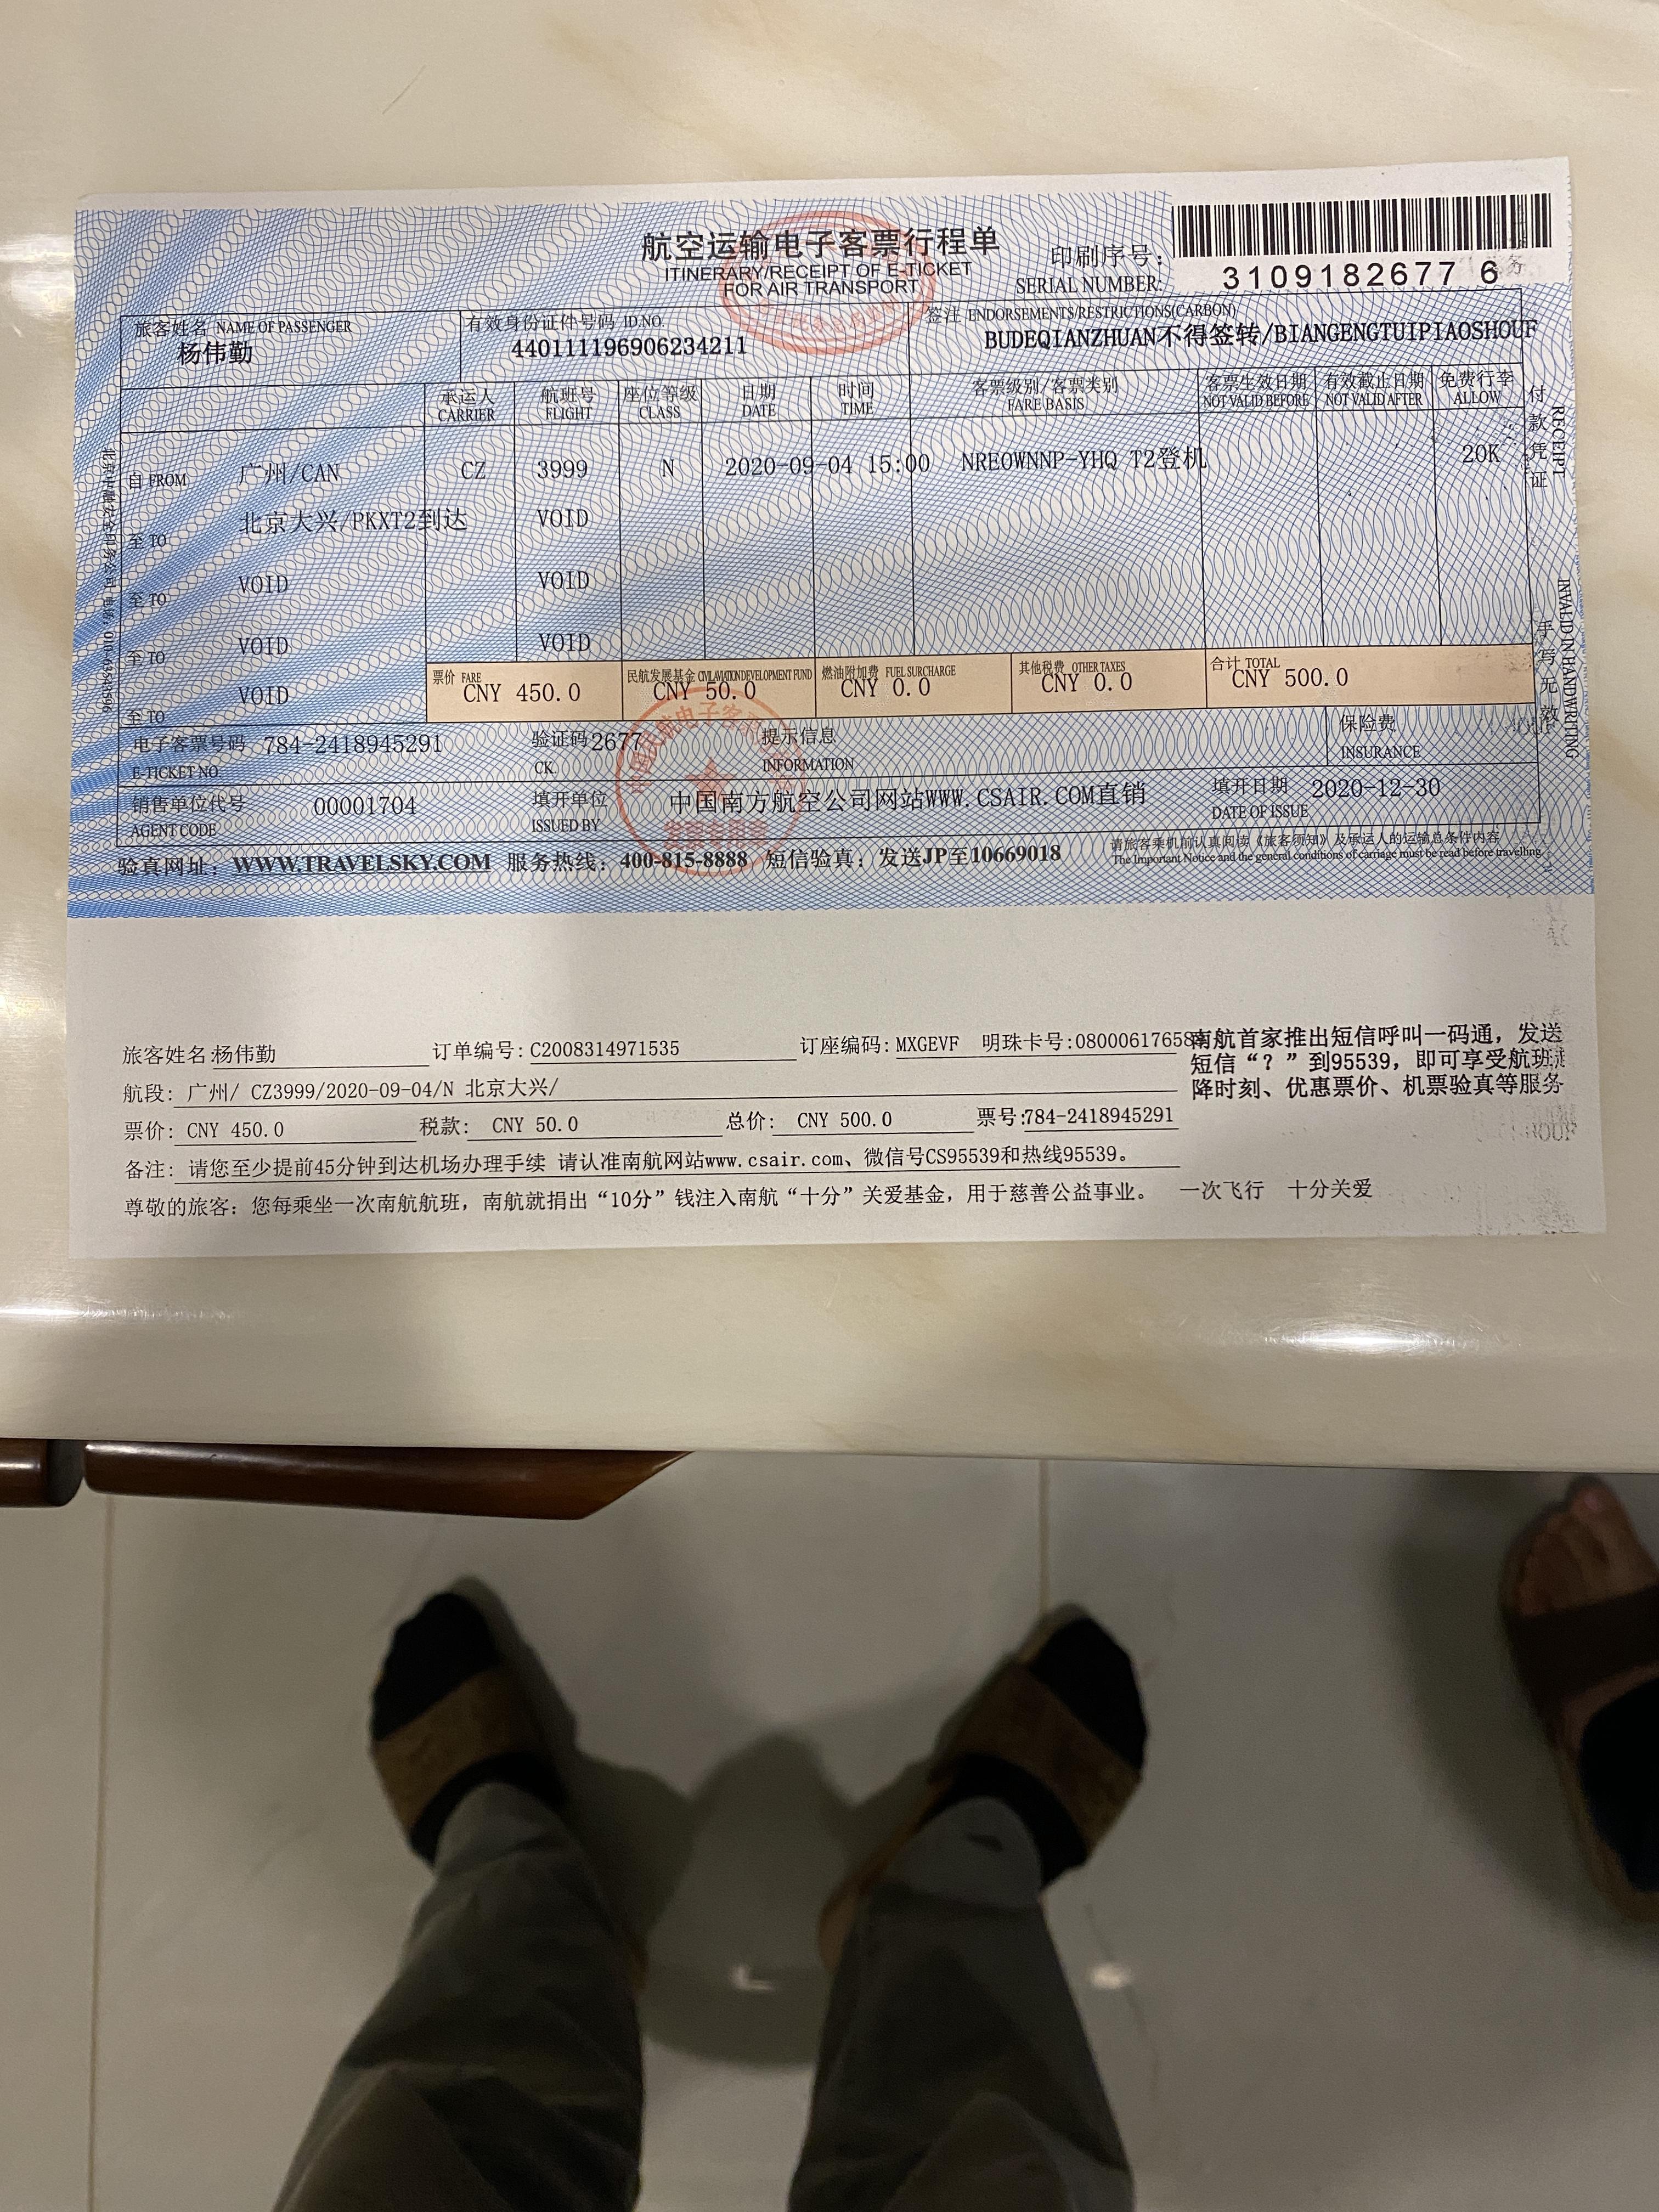 航空运输电子客票行程单
ITINERARY/RECEIPT OF E-TICKET
FOR AIR TRANSPORT
印刷序号:
SERIAL NUMBER:
3109182677 6
旅客姓名 NAME OF PASSENGER
杨伟勤
有效身份证件号码 ID.NO.
440111196906234211
签注 ENDORSEMENTS/RESTRICTIONS(CARBON)
BUDEQIANZHUAN不得签转/BIANGENGTUIPIAOSHOUF
承运人 航班号 座位等级 日期 时间 客票级别/客票类别 客票生效日期 有效截止日期 免费行李
CARRIER FLIGHT CLASS DATE TIME FARE BASIS NOT VALID BEFORE NOT VALID AFTER ALLOW
自 FROM 广州/CAN CZ 3999 N 2020-09-04 15:00 NREOWNNP-YHQ T2登机 20K
至 TO 北京大兴/PKXT2到达 VOID
至 TO VOID VOID
至 TO VOID VOID
至 TO VOID
票价 FARE CNY 450.0
民航发展基金 CIVIL AVIATION DEVELOPMENT FUND CNY 50.0
燃油附加费 FUEL SURCHARGE CNY 0.0
其他税费 OTHER TAXES CNY 0.0
合计 TOTAL CNY 500.0
电子客票号码 784-2418945291
E-TICKET NO.
验证码 2677
CK.
提示信息
INFORMATION
保险费
INSURANCE
销售单位代号 00001704
AGENT CODE
填开单位 中国南方航空公司网站WWW.CSAIR.COM直销
ISSUED BY
填开日期 2020-12-30
DATE OF ISSUE
验真网址: WWW.TRAVELSKY.COM 服务热线: 400-815-8888 短信验真: 发送JP至10669018
请旅客乘机前认真阅读《旅客须知》及承运人的运输总条件内容
The Important Notice and the general conditions of carriage must be read before travelling.
付款凭证
RECEIPT
手写无效
INVALID IN HANDWRITING
发票专用章
旅客姓名:杨伟勤 订单编号: C2008314971535 订座编码: MXGEVF 明珠卡号:08000617658
航段: 广州/ CZ3999/2020-09-04/N 北京大兴/
票价: CNY 450.0 税款: CNY 50.0 总价: CNY 500.0 票号:784-2418945291
备注: 请您至少提前45分钟到达机场办理手续 请认准南航网站www.csair.com、微信号CS95539和热线95539。
尊敬的旅客: 您每乘坐一次南航航班, 南航就捐出“10分”钱注入南航“十分”关爱基金, 用于慈善公益事业。 一次飞行 十分关爱
南航首家推出短信呼叫一码通, 发送
短信“?”到95539, 即可享受航班
降时刻、优惠票价、机票验真等服务